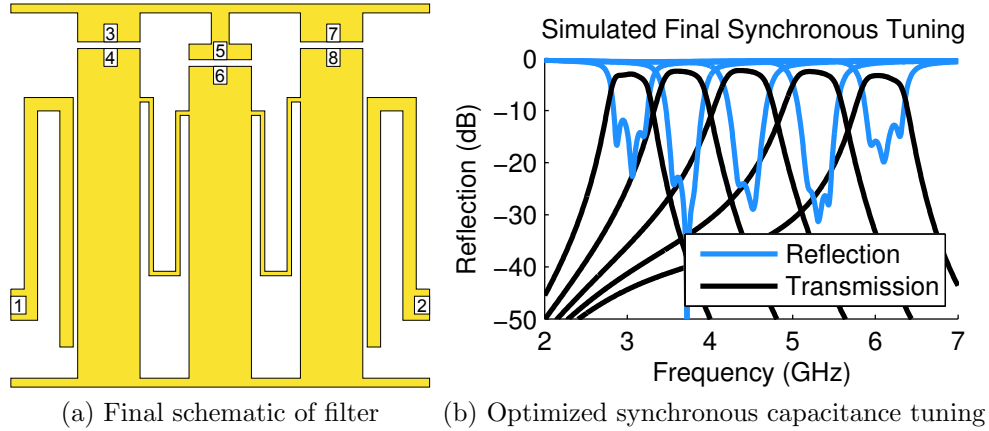 3
7
4
5
8
6
1
2
(a) Final schematic of filter
Simulated Final Synchronous Tuning
0
−10
−20
−30
−40
−50
Reflection (dB)
Reflection
Transmission
2 3 4 5 6 7
Frequency (GHz)
(b) Optimized synchronous capacitance tuning